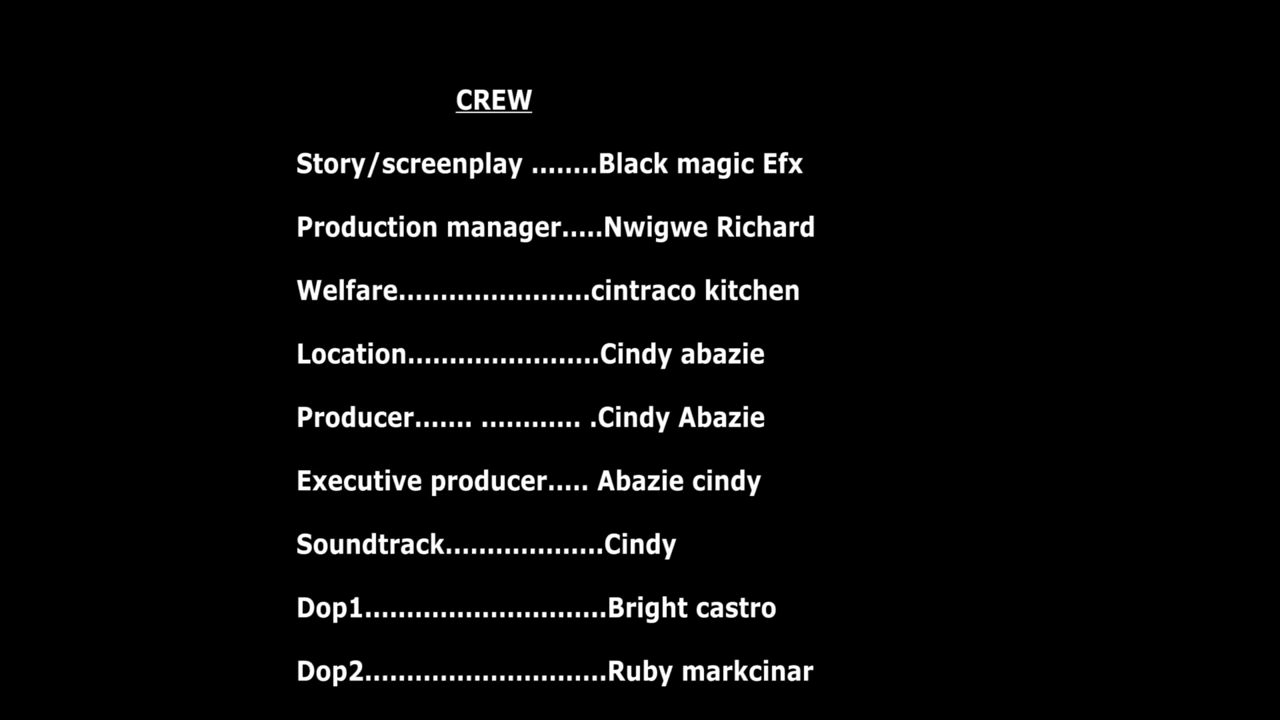 CREW
Story/screenplay ........Black magic Efx
Production manager.....Nwigwe Richard
Welfare.......................cintraco kitchen
Location.......................Cindy abazie
Producer....... ............ .Cindy Abazie
Executive producer..... Abazie cindy
Soundtrack...................Cindy
Dop1.............................Bright castro
Dop2.............................Ruby markcinar